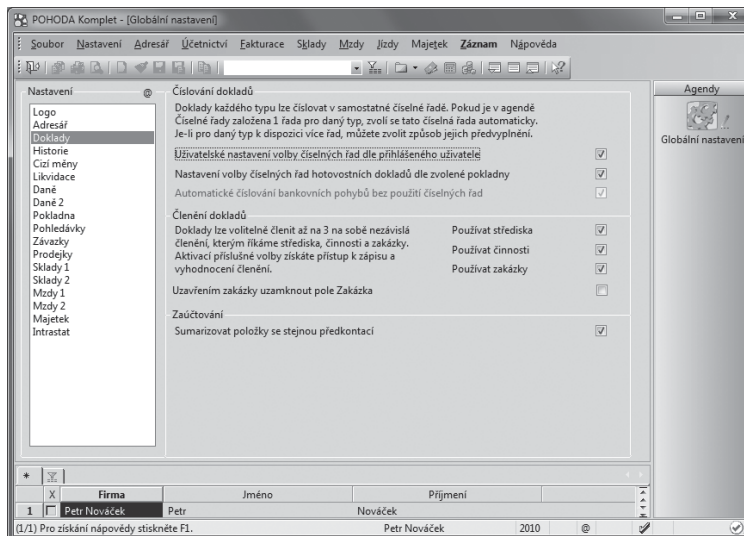 POHODA Komplet - [Globální nastavení]
Soubor Nastavení Adresář Účetnictví Fakturace Sklady Mzdy Jízdy Majetek Záznam Nápověda
Nastavení @
Logo
Adresář
Doklady
Historie
Cizí měny
Likvidace
Daně
Daně 2
Pokladna
Pohledávky
Závazky
Prodejky
Sklady 1
Sklady 2
Mzdy 1
Mzdy 2
Majetek
Intrastat
Číslování dokladů
Doklady každého typu lze číslovat v samostatné číselné řadě. Pokud je v agendě
Číselné řady založena 1 řada pro daný typ, zvolí se tato číselná řada automaticky.
Je-li pro daný typ k dispozici více řad, můžete zvolit způsob jejich předvyplnění.
Uživatelské nastavení volby číselných řad dle přihlášeného uživatele
Nastavení volby číselných řad hotovostních dokladů dle zvolené pokladny
Automatické číslování bankovních pohybů bez použití číselných řad
Členění dokladů
Doklady lze volitelně členit až na 3 na sobě nezávislá
členění, kterým říkáme střediska, činnosti a zakázky.
Aktivací příslušné volby získáte přístup k zápisu a
vyhodnocení členění.
Používat střediska
Používat činnosti
Používat zakázky
Uzavřením zakázky uzamknout pole Zakázka
Zaúčtování
Sumarizovat položky se stejnou předkontací
Agendy
Globální nastavení
X Firma Jméno Příjmení
1 Petr Nováček Petr Nováček
(1/1) Pro získání nápovědy stiskněte F1. Petr Nováček 2010 @